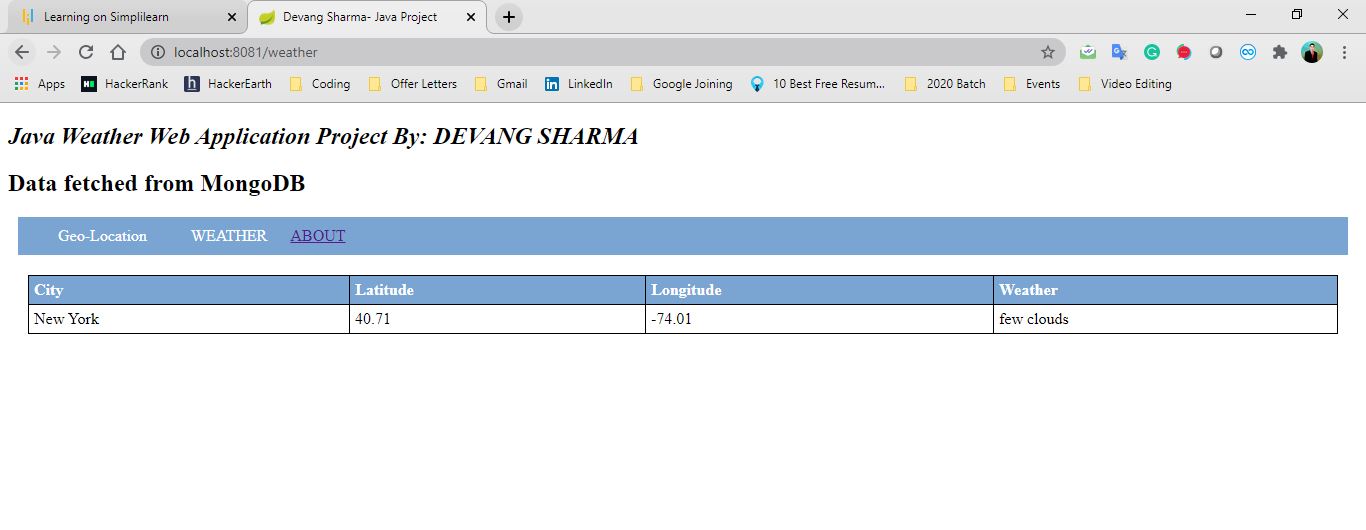 Learning on Simplilearn
Devang Sharma- Java Project
localhost:8081/weather
Apps HackerRank HackerEarth Coding Offer Letters Gmail LinkedIn Google Joining 10 Best Free Resum... 2020 Batch Events Video Editing
Java Weather Web Application Project By: DEVANG SHARMA
Data fetched from MongoDB
Geo-Location WEATHER ABOUT
City Latitude Longitude Weather
New York 40.71 -74.01 few clouds